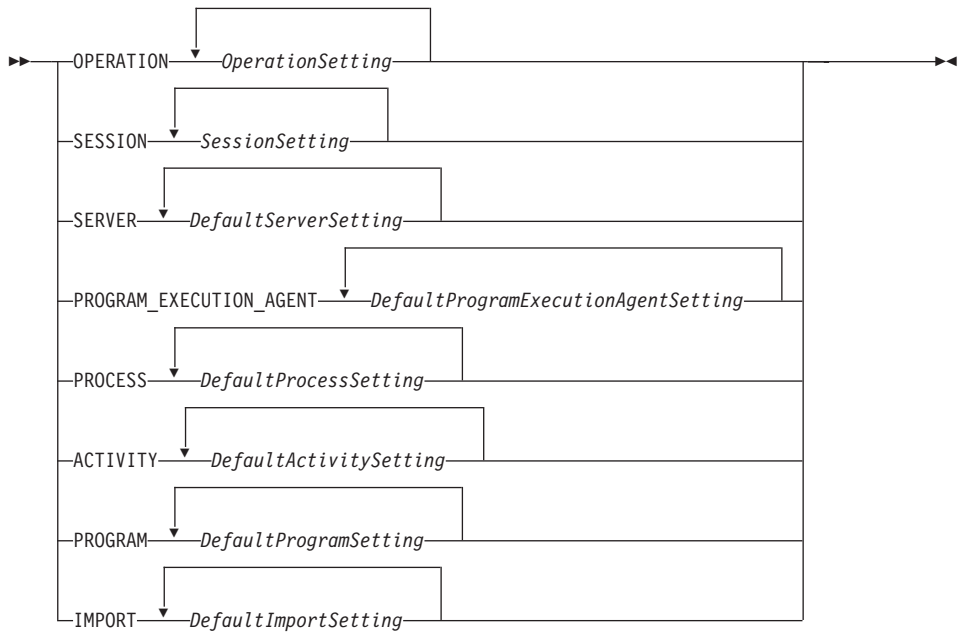 OPERATION OperationSetting
SESSION SessionSetting
SERVER DefaultServerSetting
PROGRAM_EXECUTION_AGENT DefaultProgramExecutionAgentSetting
PROCESS DefaultProcessSetting
ACTIVITY DefaultActivitySetting
PROGRAM DefaultProgramSetting
IMPORT DefaultImportSetting